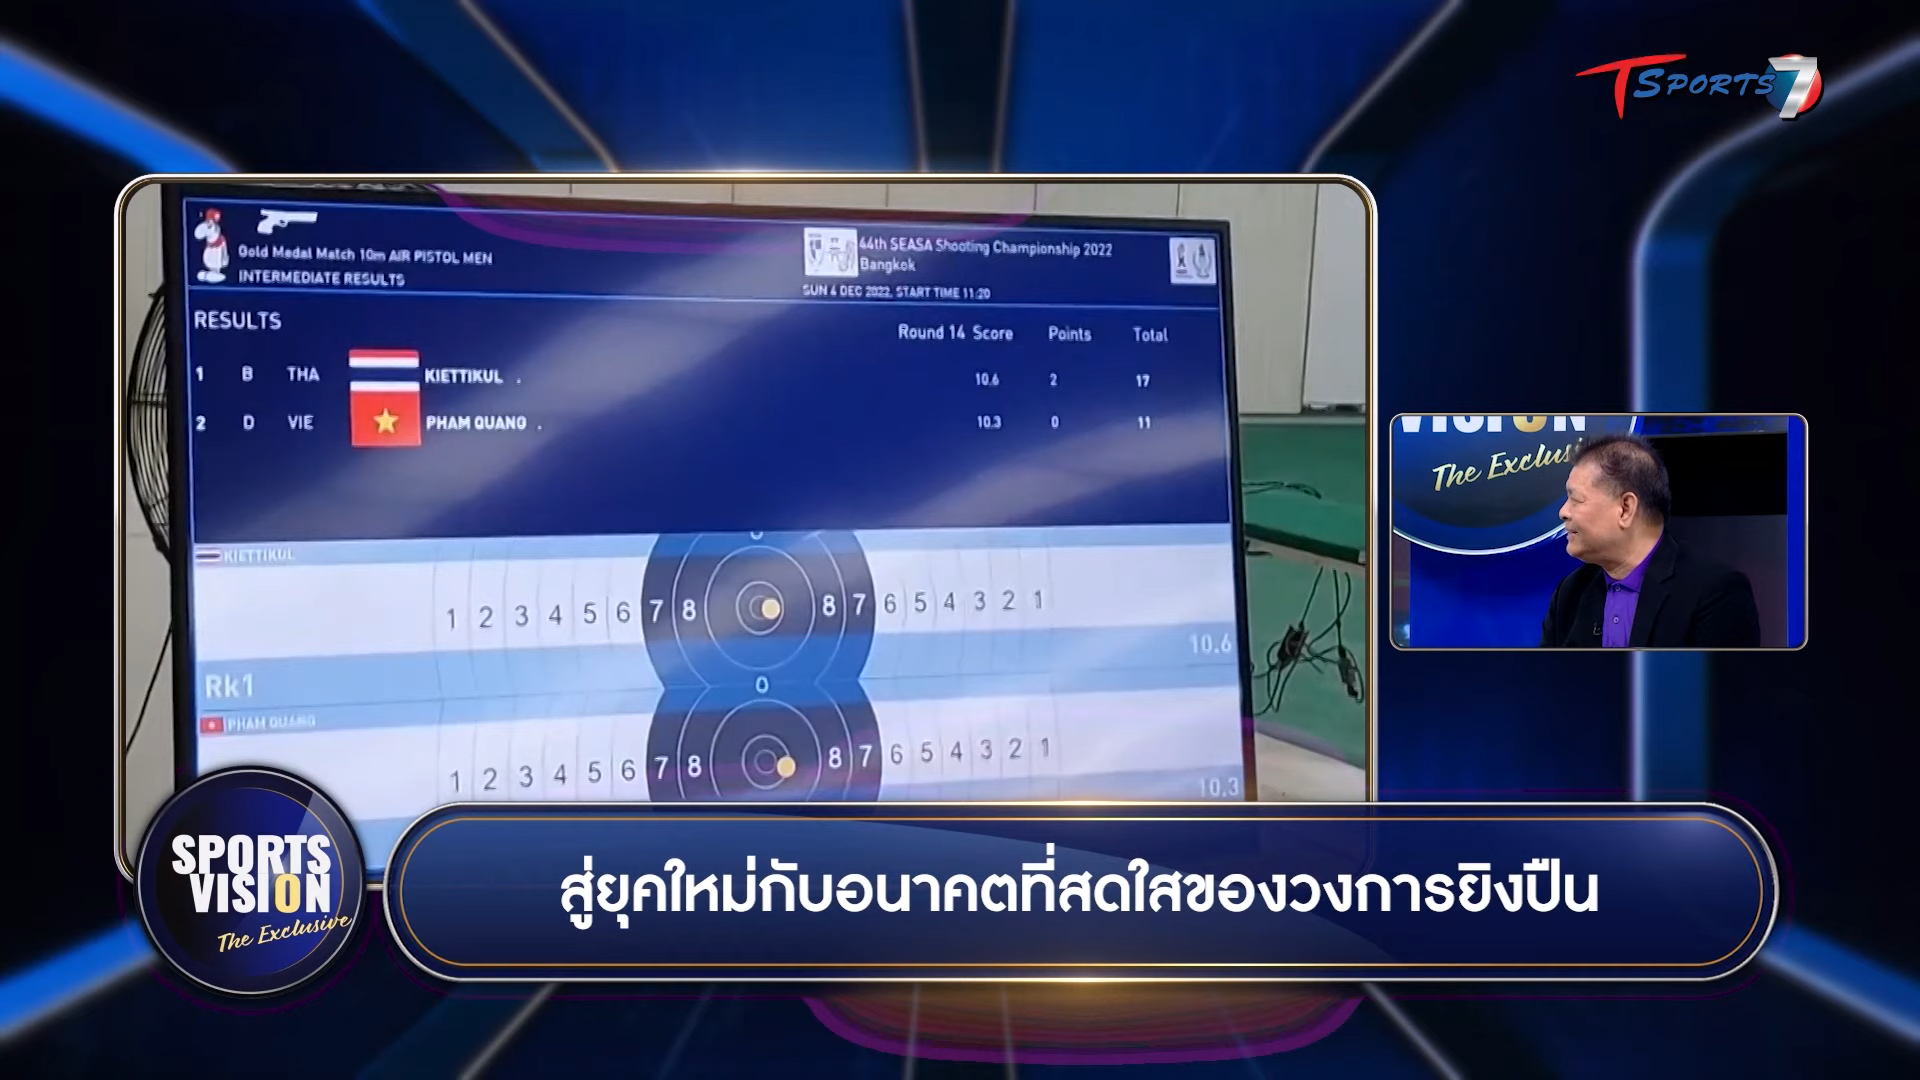 TSPORTS 7
Gold Medal Match 10m AIR PISTOL MEN
INTERMEDIATE RESULTS
44th SEASA Shooting Championship 2022
Bangkok
SUN 4 DEC 2022, START TIME 11:20
RESULTS
Round 14 Score Points Total
1 B THA KIETTIKUL . 10.6 2 17
2 D VIE PHAM QUANG . 10.3 0 11
KIETTIKUL
1 2 3 4 5 6 7 8 8 7 6 5 4 3 2 1
10.6
Rk1
PHAM QUANG
1 2 3 4 5 6 7 8 8 7 6 5 4 3 2 1
10.3
VISION
The Exclusi
SPORTS
VISION
The Exclusive
สู่ยุคใหม่กับอนาคตที่สดใสของวงการยิงปืน